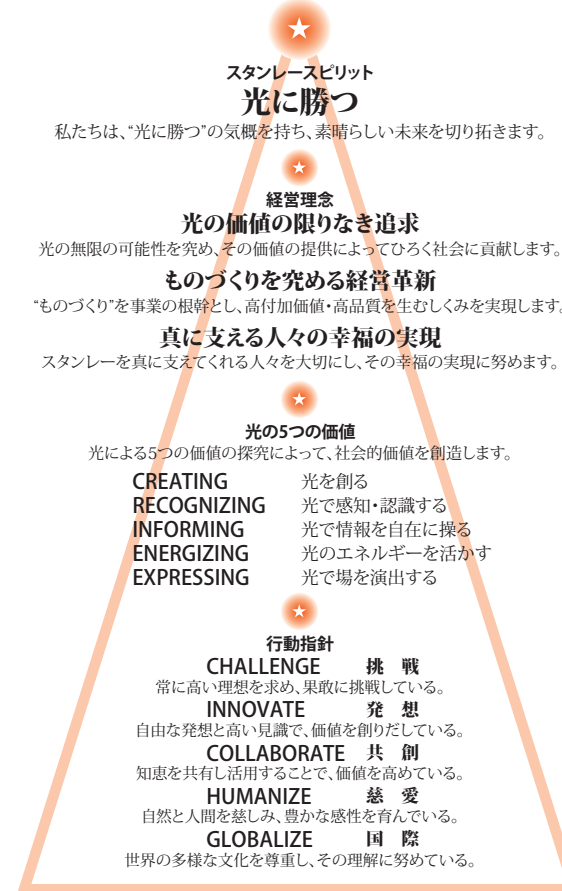 スタンレースピリット
光に勝つ
私たちは、“光に勝つ”の気概を持ち、素晴らしい未来を切り拓きます。
経営理念
光の価値の限りなき追求
光の無限の可能性を究め、その価値の提供によってひろく社会に貢献します。
ものづくりを究める経営革新
“ものづくり”を事業の根幹とし、高付加価値・高品質を生むしくみを実現します。
真に支える人々の幸福の実現
スタンレーを真に支えてくれる人々を大切にし、その幸福の実現に努めます。
光の5つの価値
光による5つの価値の探究によって、社会的価値を創造します。
CREATING 光を創る
RECOGNIZING 光で感知・認識する
INFORMING 光で情報を自在に操る
ENERGIZING 光のエネルギーを活かす
EXPRESSING 光で場を演出する
行動指針
CHALLENGE 挑 戦
常に高い理想を求め、果敢に挑戦している。
INNOVATE 発 想
自由な発想と高い見識で、価値を創りだしている。
COLLABORATE 共 創
知恵を共有し活用することで、価値を高めている。
HUMANIZE 慈 愛
自然と人間を慈しみ、豊かな感性を育んでいる。
GLOBALIZE 国 際
世界の多様な文化を尊重し、その理解に努めている。